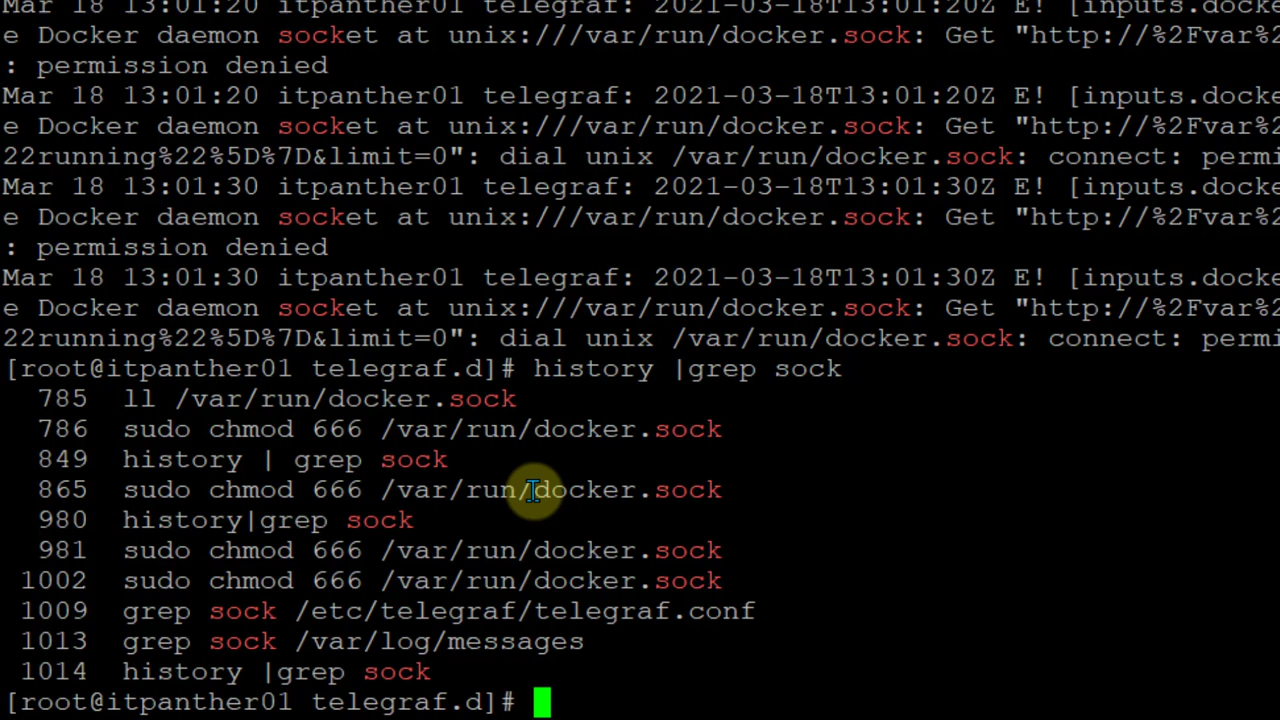 Mar 18 13:01:20 itpanther01 telegraf: 2021-03-18T13:01:20Z E! [inputs.docke
e Docker daemon socket at unix:///var/run/docker.sock: Get "http://%2Fvar%2
: permission denied
Mar 18 13:01:20 itpanther01 telegraf: 2021-03-18T13:01:20Z E! [inputs.docke
e Docker daemon socket at unix:///var/run/docker.sock: Get "http://%2Fvar%2
22running%22%5D%7D&limit=0": dial unix /var/run/docker.sock: connect: permi
Mar 18 13:01:30 itpanther01 telegraf: 2021-03-18T13:01:30Z E! [inputs.docke
e Docker daemon socket at unix:///var/run/docker.sock: Get "http://%2Fvar%2
: permission denied
Mar 18 13:01:30 itpanther01 telegraf: 2021-03-18T13:01:30Z E! [inputs.docke
e Docker daemon socket at unix:///var/run/docker.sock: Get "http://%2Fvar%2
22running%22%5D%7D&limit=0": dial unix /var/run/docker.sock: connect: permi
[root@itpanther01 telegraf.d]# history |grep sock
785 ll /var/run/docker.sock
786 sudo chmod 666 /var/run/docker.sock
849 history | grep sock
865 sudo chmod 666 /var/run/docker.sock
980 history|grep sock
981 sudo chmod 666 /var/run/docker.sock
1002 sudo chmod 666 /var/run/docker.sock
1009 grep sock /etc/telegraf/telegraf.conf
1013 grep sock /var/log/messages
1014 history |grep sock
[root@itpanther01 telegraf.d]#